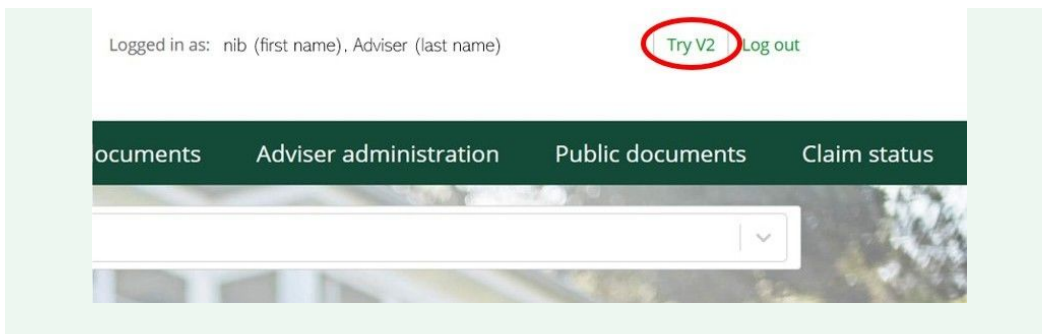 Logged in as: nib (first name), Adviser (last name)
Try V2 Log out
ocuments Adviser administration Public documents Claim status